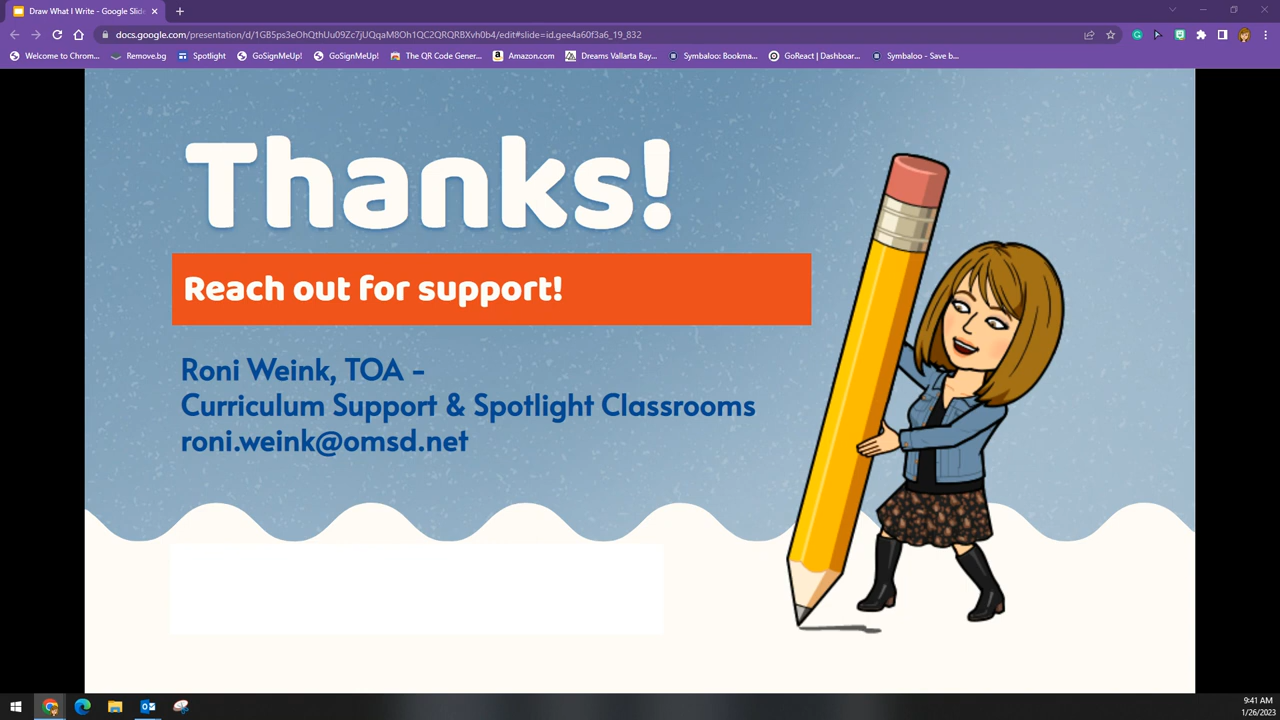 Draw What I Write - Google Slid
docs.google.com/presentation/d/1GB5ps3eOhQthUu09Zc7jUQqaM8Oh1QC2QRQRBXvh0b4/edit#slide=id.gee4a60f3a6_19_832
Welcome to Chrom...
Remove.bg
Spotlight
GoSignMeUp!
GoSignMeUp!
The QR Code Gener...
Amazon.com
Dreams Vallarta Bay...
Symbaloo: Bookma...
GoReact | Dashboar...
Symbaloo - Save b...
Thanks!
Reach out for support!
Roni Weink, TOA -
Curriculum Support & Spotlight Classrooms
roni.weink@omsd.net
9:41 AM
1/26/2023